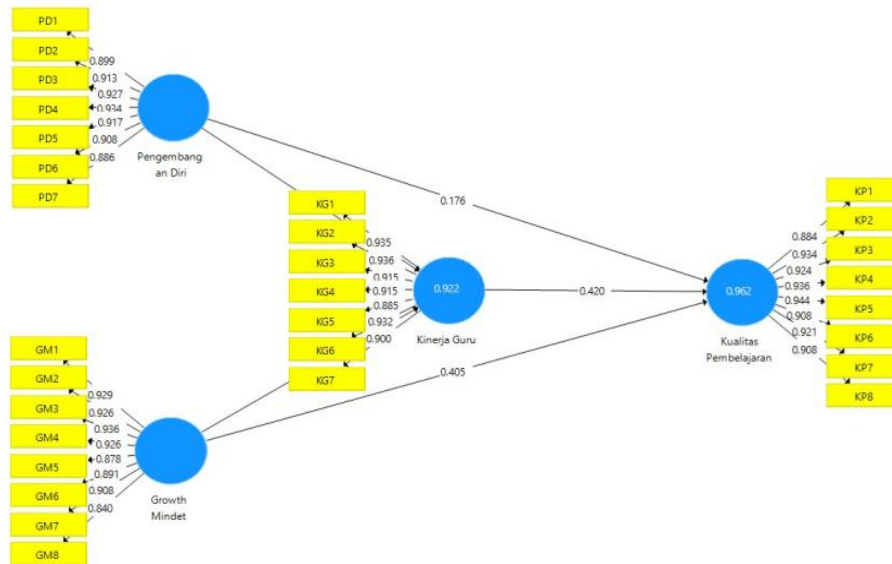 PD1
PD2
PD3
PD4
PD5
PD6
PD7
0.899
0.913
0.927
0.934
0.917
0.908
0.886
Pengembang
an Diri
0.176
KG1
KG2
KG3
KG4
KG5
KG6
KG7
0.935
0.936
0.915
0.915
0.885
0.932
0.900
0.922
Kinerja Guru
0.420
0.405
0.962
Kualitas
Pembelajaran
KP1
KP2
KP3
KP4
KP5
KP6
KP7
KP8
0.884
0.934
0.924
0.936
0.944
0.908
0.921
0.908
GM1
GM2
GM3
GM4
GM5
GM6
GM7
GM8
0.929
0.926
0.936
0.926
0.878
0.891
0.908
0.840
Growth
Mindet